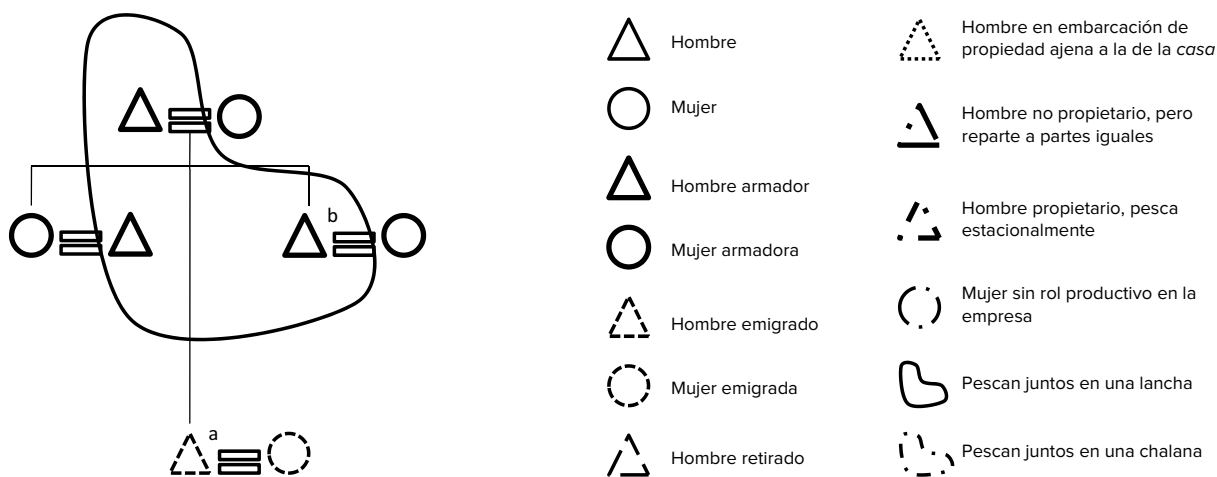 b
a
Hombre
Mujer
Hombre armador
Mujer armadora
Hombre emigrado
Mujer emigrada
Hombre retirado
Hombre en embarcación de
propiedad ajena a la de la casa
Hombre no propietario, pero
reparte a partes iguales
Hombre propietario, pesca
estacionalmente
Mujer sin rol productivo en la
empresa
Pescan juntos en una lancha
Pescan juntos en una chalana